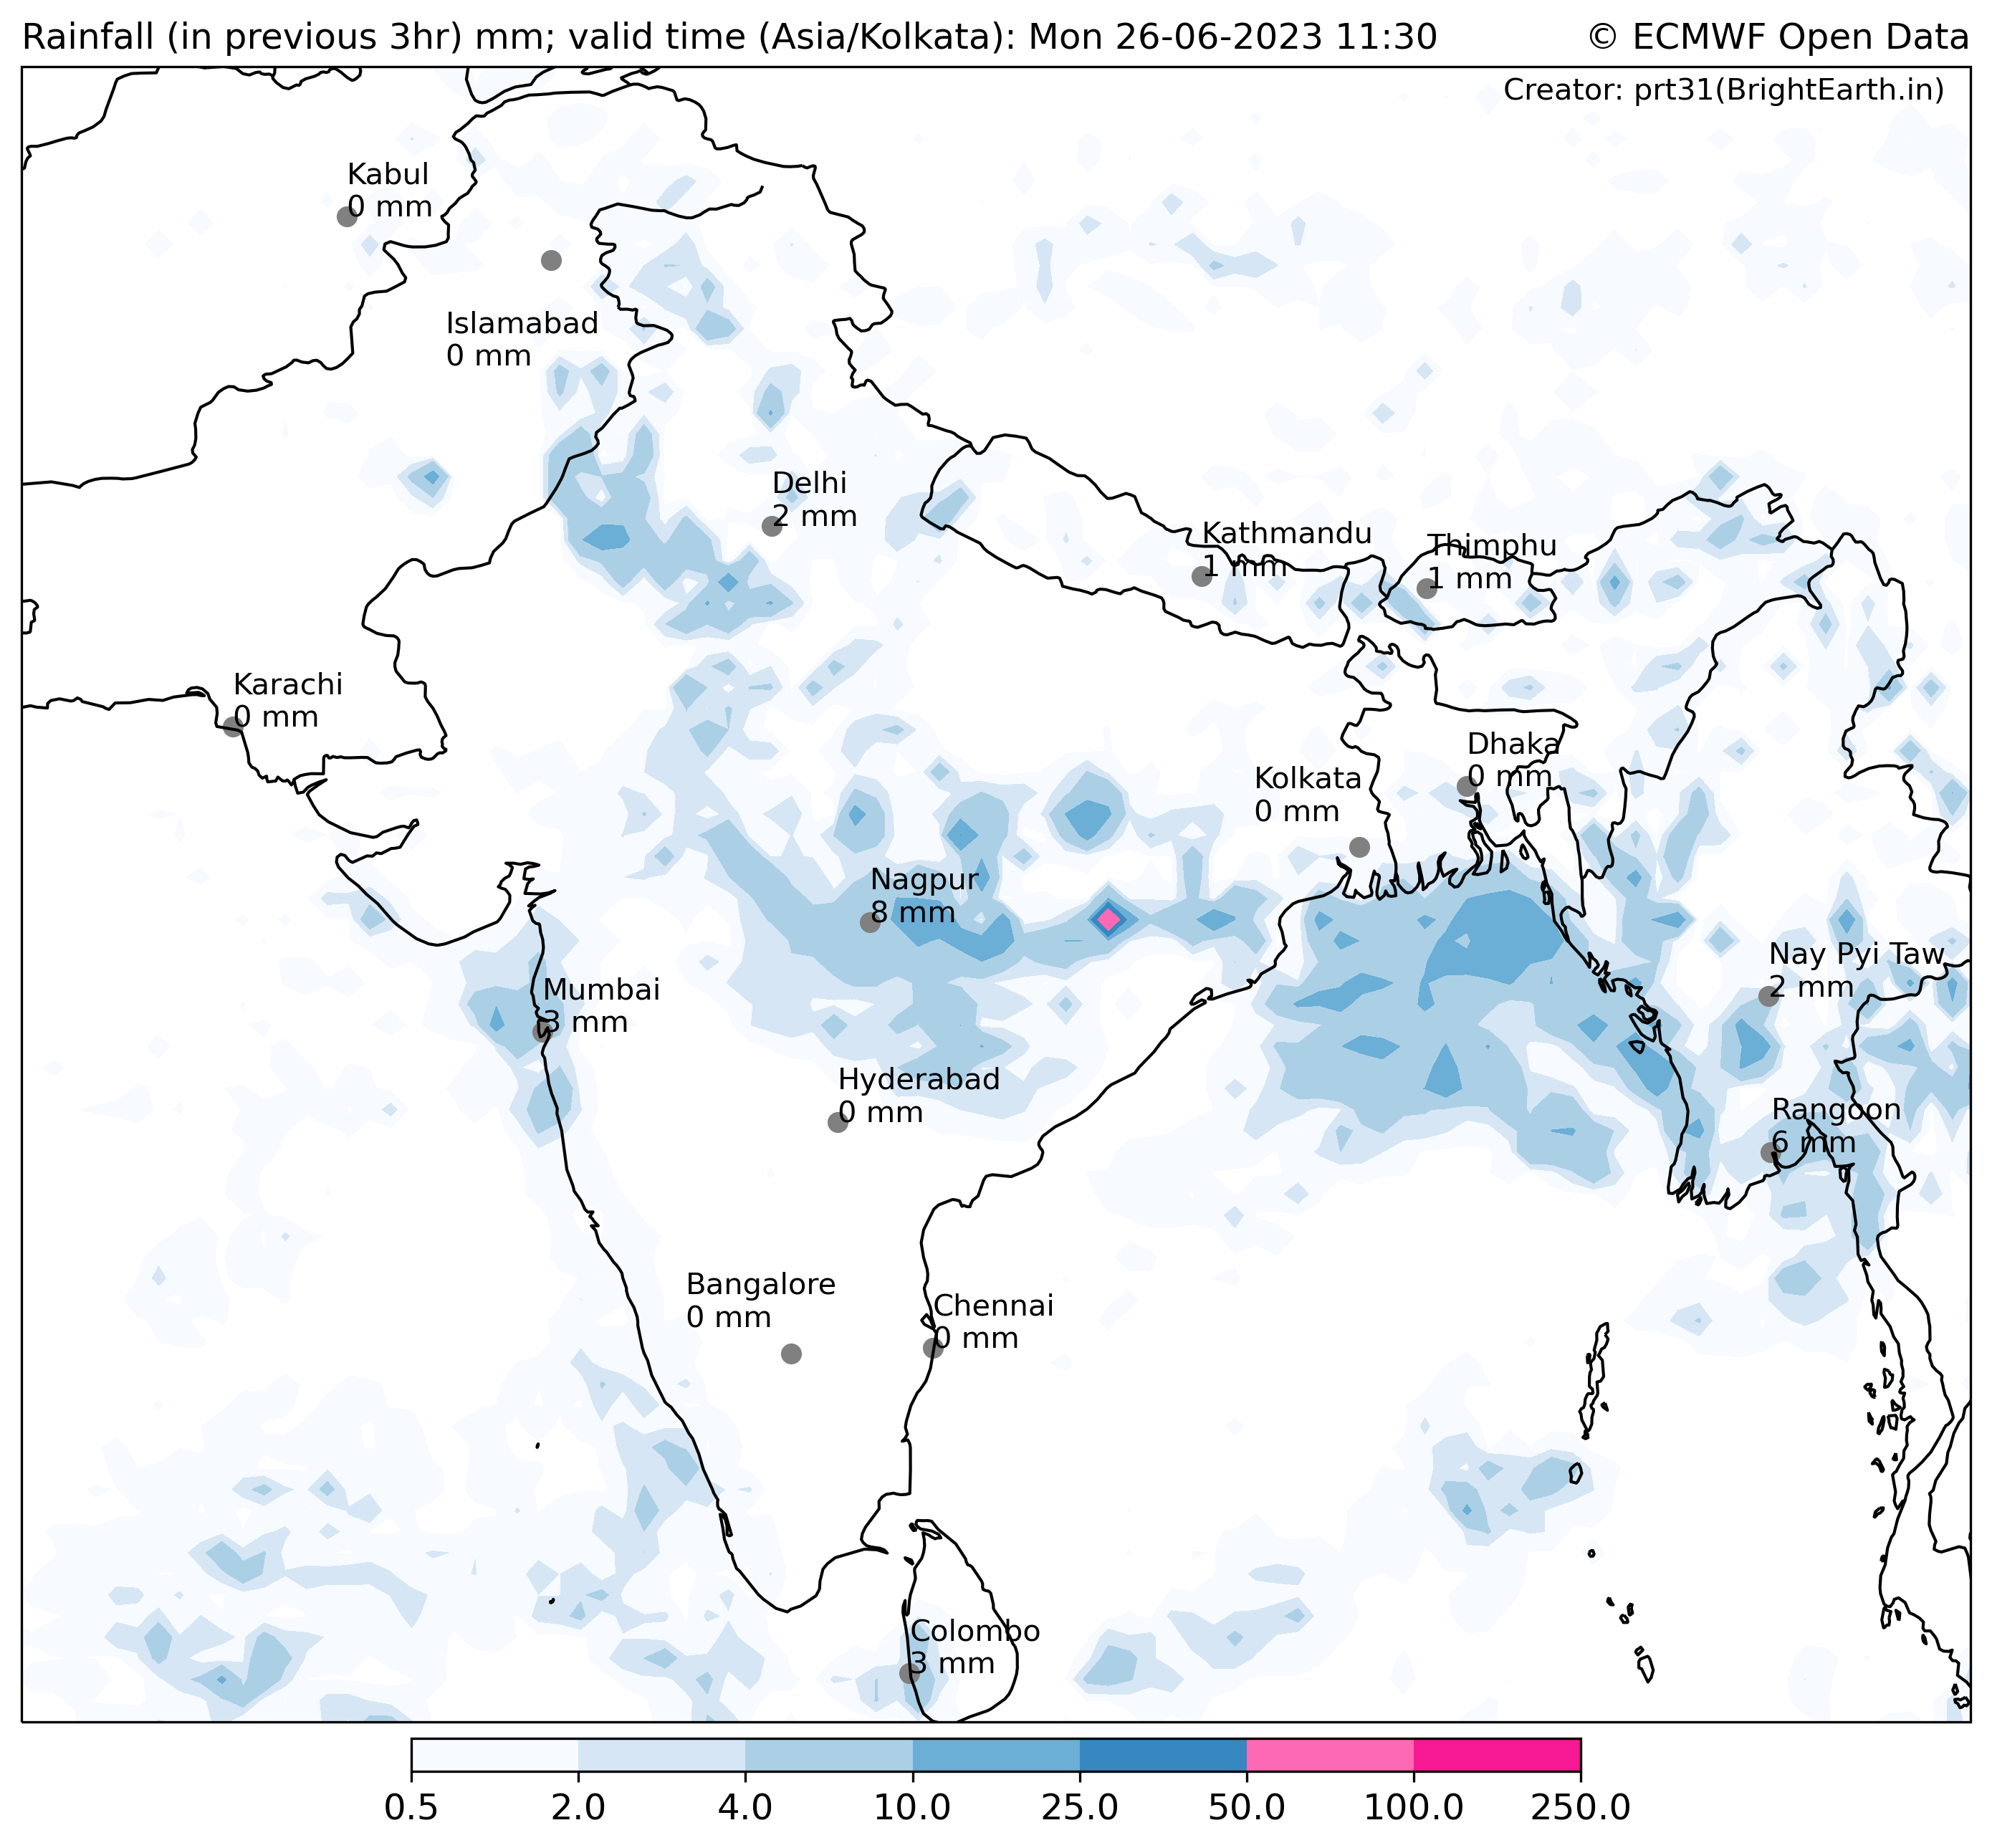 Rainfall (in previous 3hr) mm; valid time (Asia/Kolkata): Mon 26-06-2023 11:30
© ECMWF Open Data
Creator: prt31(BrightEarth.in)
Kabul
0 mm
Islamabad
0 mm
Delhi
2 mm
Kathmandu
1 mm
Thimphu
1 mm
Karachi
0 mm
Dhaka
0 mm
Kolkata
0 mm
Nagpur
8 mm
Nay Pyi Taw
2 mm
Mumbai
3 mm
Hyderabad
0 mm
Rangoon
6 mm
Bangalore
0 mm
Chennai
0 mm
Colombo
3 mm
0.5 2.0 4.0 10.0 25.0 50.0 100.0 250.0